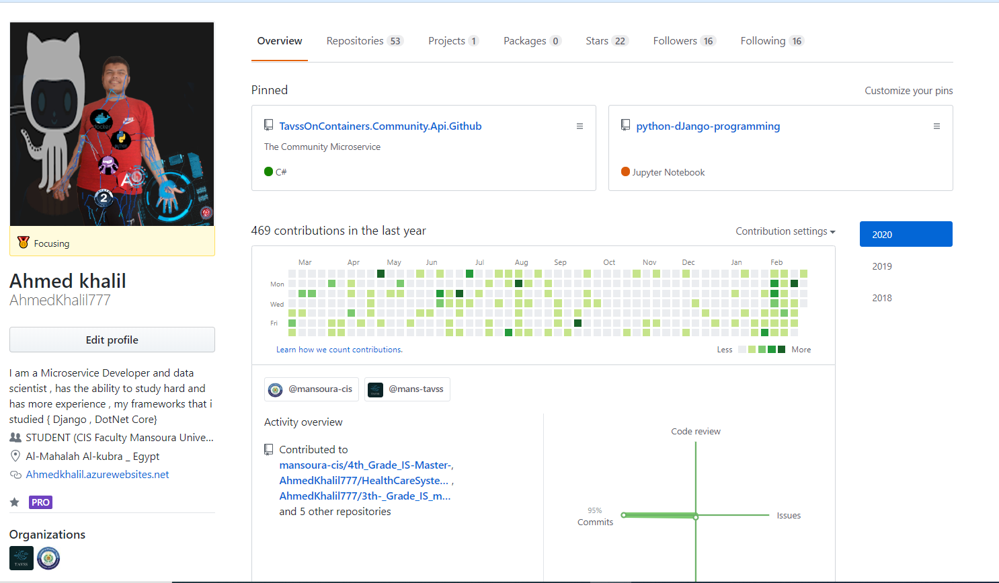 Overview Repositories 53 Projects 1 Packages 0 Stars 22 Followers 16 Following 16
docker
NIKE
python
2
Focusing
Ahmed khalil
AhmedKhalil777
Edit profile
I am a Microservice Developer and data
scientist , has the ability to study hard and
has more experience , my frameworks that i
studied { Django , DotNet Core}
STUDENT (CIS Faculty Mansoura Unive...
Al-Mahalah Al-kubra _ Egypt
Ahmedkhalil.azurewebsites.net
PRO
Organizations
TAVSS
Pinned
Customize your pins
TavssOnContainers.Community.Api.Github
The Community Microservice
C#
python-dJango-programming
Jupyter Notebook
469 contributions in the last year
Contribution settings
Mar Apr May Jun Jul Aug Sep Oct Nov Dec Jan Feb
Mon
Wed
Fri
Learn how we count contributions.
Less More
2020
2019
2018
@mansoura-cis @mans-tavss
Activity overview
Contributed to
mansoura-cis/4th_Grade_IS-Master-,
AhmedKhalil777/HealthCareSyste... ,
AhmedKhalil777/3th-_Grade_IS_m...
and 5 other repositories
Code review
95%
Commits
Issues